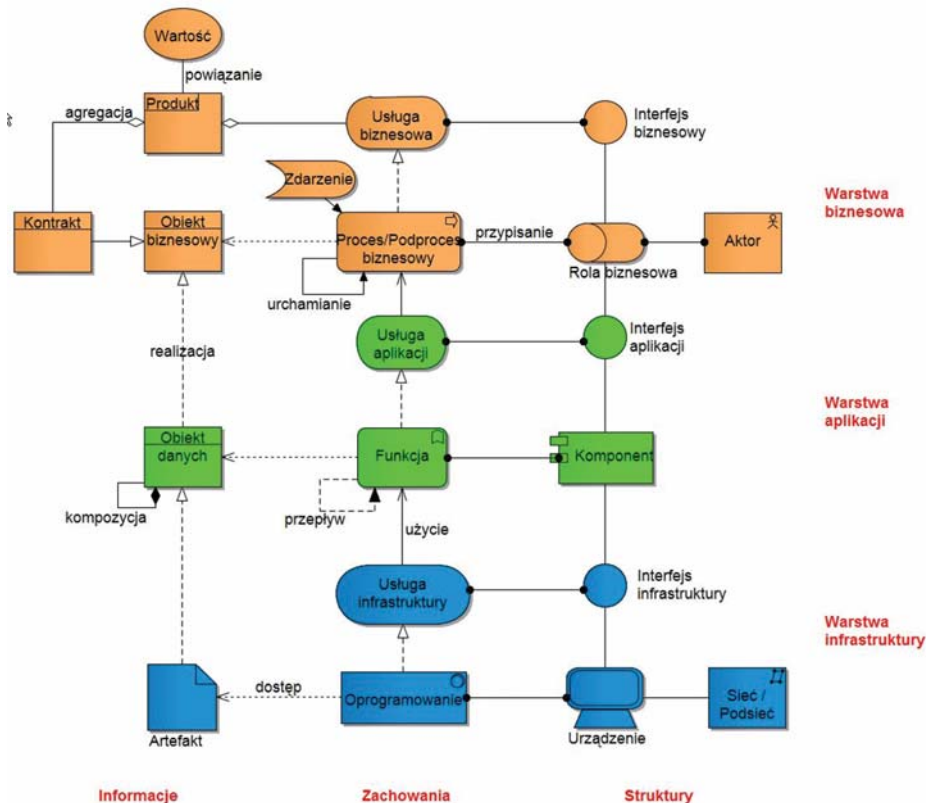 Wartość
powiązanie
Produkt
agregacja
Usługa
biznesowa
Interfejs
biznesowy
Zdarzenie
Warstwa
biznesowa
Kontrakt
Obiekt
biznesowy
Proces/Podproces
biznesowy
przypisanie
Rola biznesowa
Aktor
urchamianie
Usługa
aplikacji
Interfejs
aplikacji
realizacja
Warstwa
aplikacji
Obiekt
danych
Funkcja
Komponent
kompozycja
przepływ
użycie
Usługa
infrastruktury
Interfejs
infrastruktury
Warstwa
infrastruktury
dostęp
Oprogramowanie
Sieć /
Podsieć
Artefakt
Urządzenie
Informacje
Zachowania
Struktury